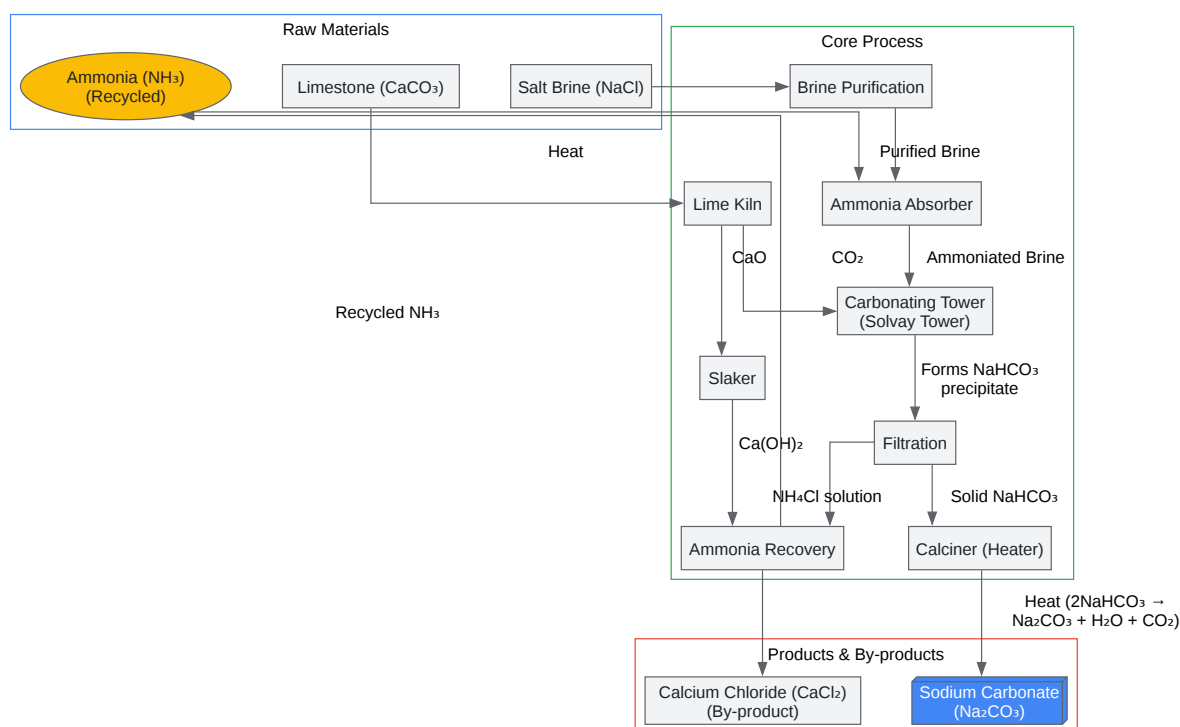 Raw Materials
Core Process
Ammonia (NH₃)
(Recycled)
Limestone (CaCO₃)
Salt Brine (NaCl)
Brine Purification
Heat
Purified Brine
Lime Kiln
Ammonia Absorber
CaO
CO₂
Ammoniated Brine
Recycled NH₃
Carbonating Tower
(Solvay Tower)
Slaker
Forms NaHCO₃
precipitate
Ca(OH)₂
Filtration
NH₄Cl solution
Solid NaHCO₃
Ammonia Recovery
Calciner (Heater)
Heat (2NaHCO₃ →
Na₂CO₃ + H₂O + CO₂)
Products & By-products
Calcium Chloride (CaCl₂)
(By-product)
Sodium Carbonate
(Na₂CO₃)